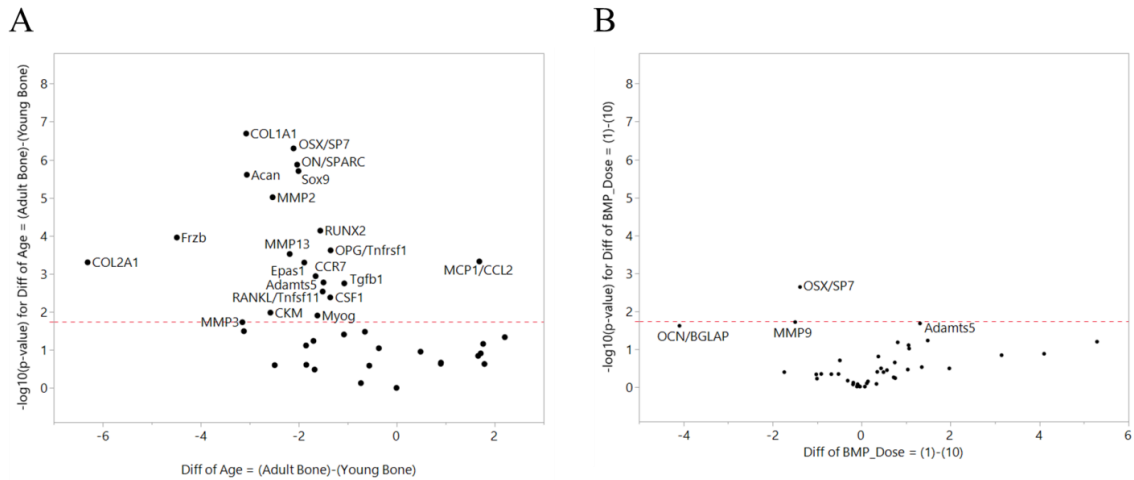 A
-log10(p-value) for Diff of Age = (Adult Bone)-(Young Bone)
8
7
6
5
4
3
2
1
0
COL1A1
OSX/SP7
ON/SPARC
Acan
Sox9
MMP2
RUNX2
Frzb
MMP13
OPG/Tnfrsf1
COL2A1
Epas1
CCR7
MCP1/CCL2
Adamts5
Tgfb1
RANKL/Tnfsf11
CSF1
CKM
Myog
MMP3
-6
-4
-2
0
2
Diff of Age = (Adult Bone)-(Young Bone)
B
-log10(p-value) for Diff of BMP_Dose = (1)-(10)
8
7
6
5
4
3
2
1
0
OSX/SP7
OCN/BGLAP
MMP9
Adamts5
-4
-2
0
2
4
6
Diff of BMP_Dose = (1)-(10)